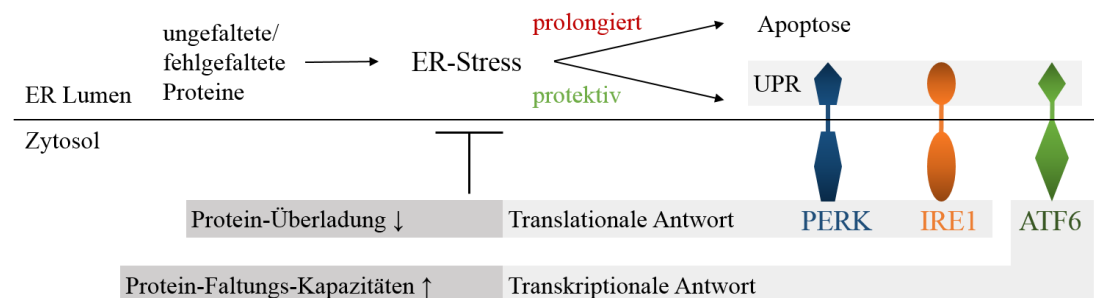 ungefaltete/
fehlgefaltete
Proteine
ER-Stress
prolongiert
protektiv
Apoptose
UPR
ER Lumen
Zytosol
Protein-Überladung ↓ Translationale Antwort PERK IRE1 ATF6
Protein-Faltungs-Kapazitäten ↑ Transkriptionale Antwort